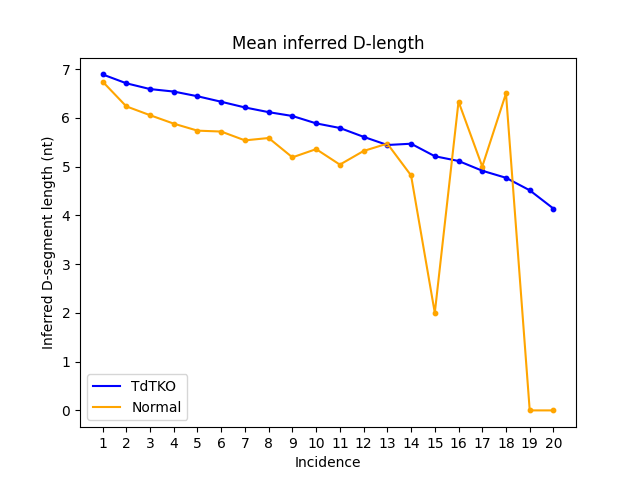 Mean inferred D-length
Inferred D-segment length (nt)
7
6
5
4
3
2
1
0
TdTKO
Normal
1 2 3 4 5 6 7 8 9 10 11 12 13 14 15 16 17 18 19 20
Incidence